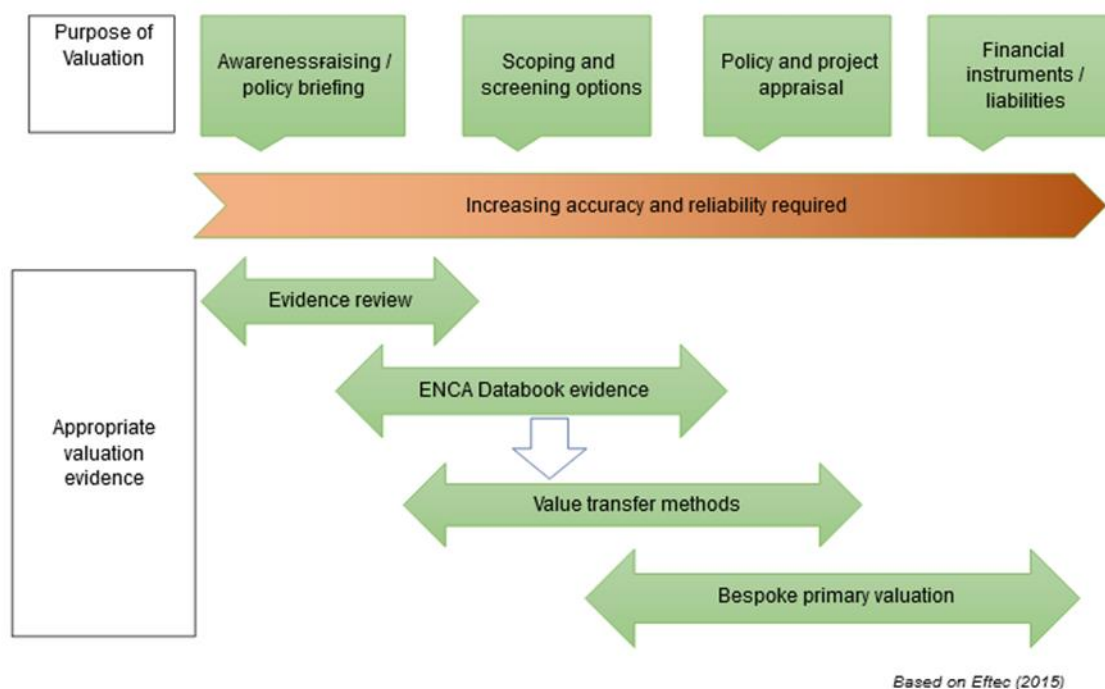 Purpose of
Valuation
Awarenessraising /
policy briefing
Scoping and
screening options
Policy and project
appraisal
Financial
instruments /
liabilities
Increasing accuracy and reliability required
Appropriate
valuation
evidence
Evidence review
ENCA Databook evidence
Value transfer methods
Bespoke primary valuation
Based on Eftec (2015)